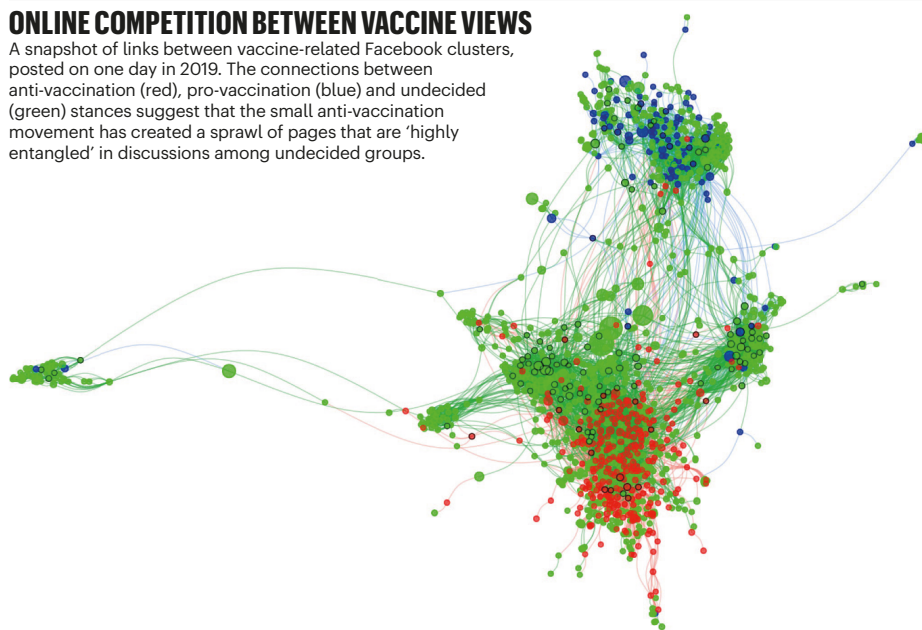 ONLINE COMPETITION BETWEEN VACCINE VIEWS
A snapshot of links between vaccine-related Facebook clusters,
posted on one day in 2019. The connections between
anti-vaccination (red), pro-vaccination (blue) and undecided
(green) stances suggest that the small anti-vaccination
movement has created a sprawl of pages that are ‘highly
entangled’ in discussions among undecided groups.